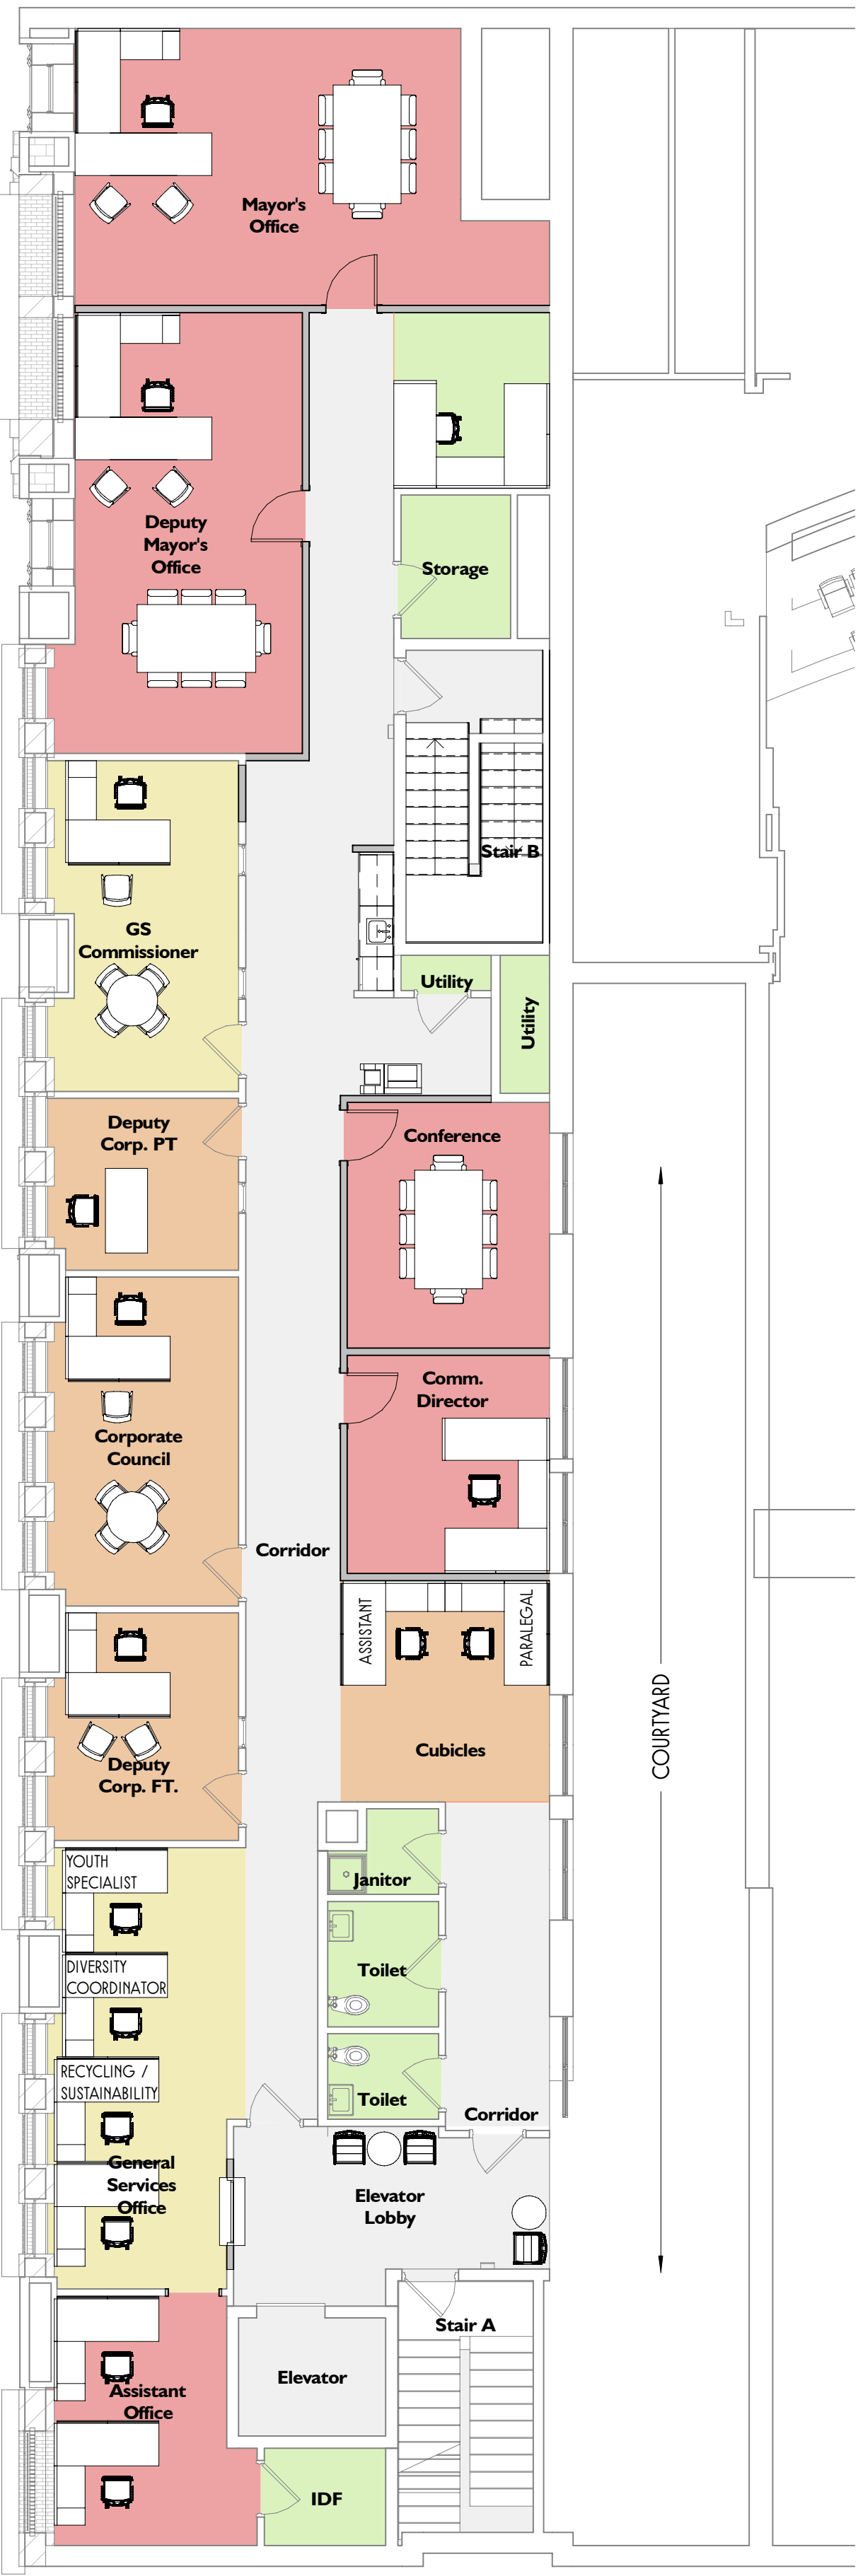 Mayor's
Office
Deputy
Mayor's
Office
Storage
Stair B
GS
Commissioner
Utility
Utility
Deputy
Corp. PT
Conference
Comm.
Director
Corporate
Council
Corridor
ASSISTANT
PARALEGAL
COURTYARD
Cubicles
Deputy
Corp. FT.
YOUTH
SPECIALIST
Janitor
DIVERSITY
COORDINATOR
Toilet
RECYCLING /
SUSTAINABILITY
Toilet
Corridor
General
Services
Office
Elevator
Lobby
Stair A
Elevator
Assistant
Office
IDF